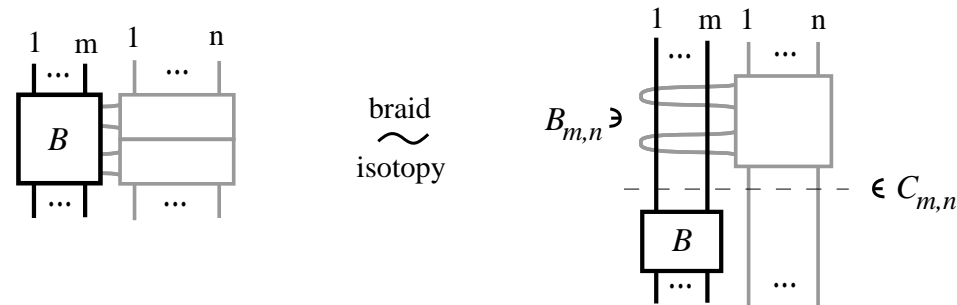 1 m 1 n
... ...
B
... ...
braid
isotopy
1 m 1 n
... ...
B_{m,n} ∍
∊ C_{m,n}
B
... ...